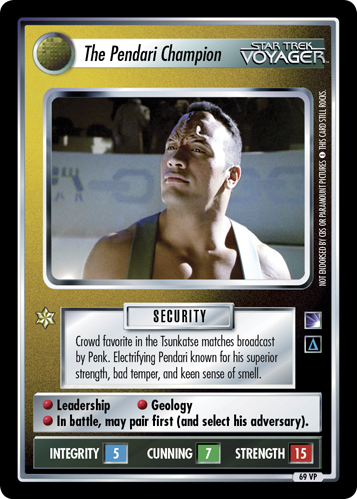 The Pendari Champion
STAR TREK
VOYAGER™
NOT ENDORSED BY CBS OR PARAMOUNT PICTURES • THIS CARD STILL ROCKS.
SECURITY
Crowd favorite in the Tsunkatse matches broadcast
by Penk. Electrifying Pendari known for his superior
strength, bad temper, and keen sense of smell.
Leadership Geology
In battle, may pair first (and select his adversary).
INTEGRITY 5 CUNNING 7 STRENGTH 15
69 VP